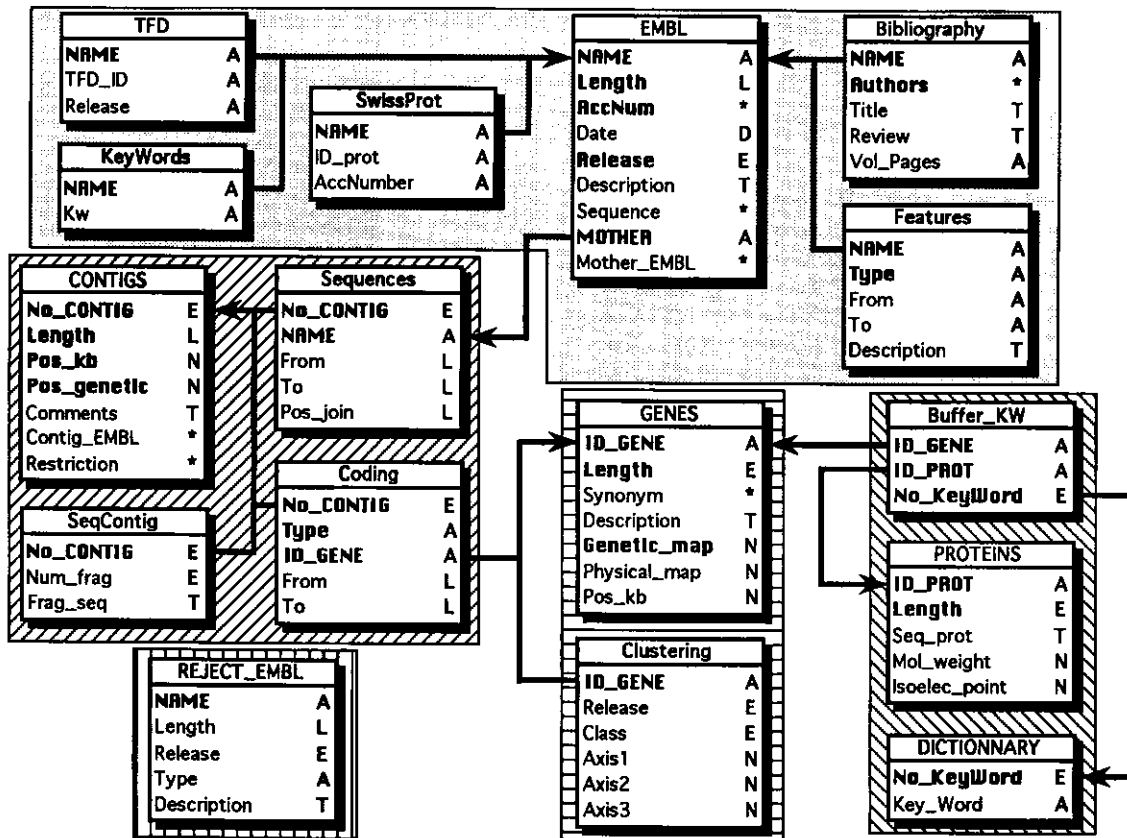 TFD
NAME A
TFD_ID A
Release A
KeyWords
NAME A
Kw A
SwissProt
NAME A
ID_prot A
AccNumber A
EMBL
NAME A
Length L
AccNum *
Date D
Release E
Description T
Sequence *
MOTHER A
Mother_EMBL *
Bibliography
NAME A
Authors *
Title T
Review T
Vol_Pages A
Features
NAME A
Type A
From A
To A
Description T
CONTIGS
No_CONTIG E
Length L
Pos_kb N
Pos_genetic N
Comments T
Contig_EMBL *
Restriction *
SeqContig
No_CONTIG E
Num_frag E
Frag_seq T
Sequences
No_CONTIG E
NAME A
From L
To L
Pos_join L
Coding
No_CONTIG E
Type A
ID_GENE A
From L
To L
GENES
ID_GENE A
Length E
Synonym *
Description T
Genetic_map N
Physical_map N
Pos_kb N
Clustering
ID_GENE A
Release E
Class E
Axis1 N
Axis2 N
Axis3 N
Buffer_KW
ID_GENE A
ID_PROT A
No_KeyWord E
PROTEINS
ID_PROT A
Length E
Seq_prot T
Mol_weight N
Isoelec_point N
DICTIONNARY
No_KeyWord E
Key_Word A
REJECT_EMBL
NAME A
Length L
Release E
Type A
Description T